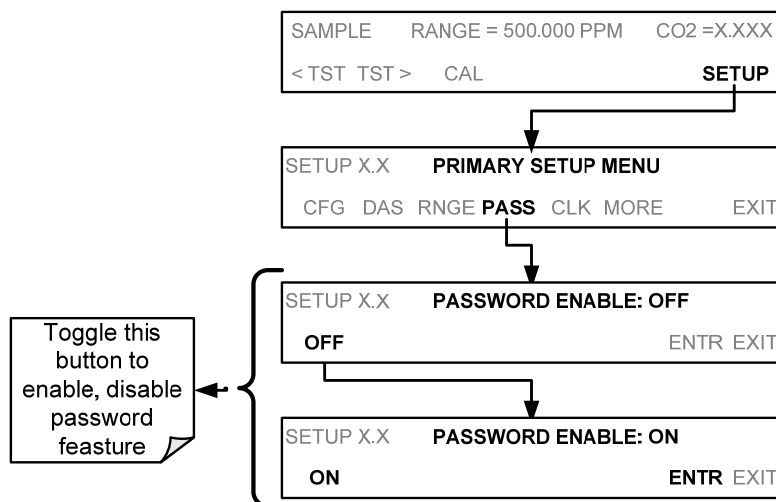 SAMPLE RANGE = 500.000 PPM CO2 =X.XXX
< TST TST > CAL SETUP
SETUP X.X PRIMARY SETUP MENU
CFG DAS RNGE PASS CLK MORE EXIT
SETUP X.X PASSWORD ENABLE: OFF
OFF ENTR EXIT
Toggle this
button to
enable, disable
password
feasture
SETUP X.X PASSWORD ENABLE: ON
ON ENTR EXIT